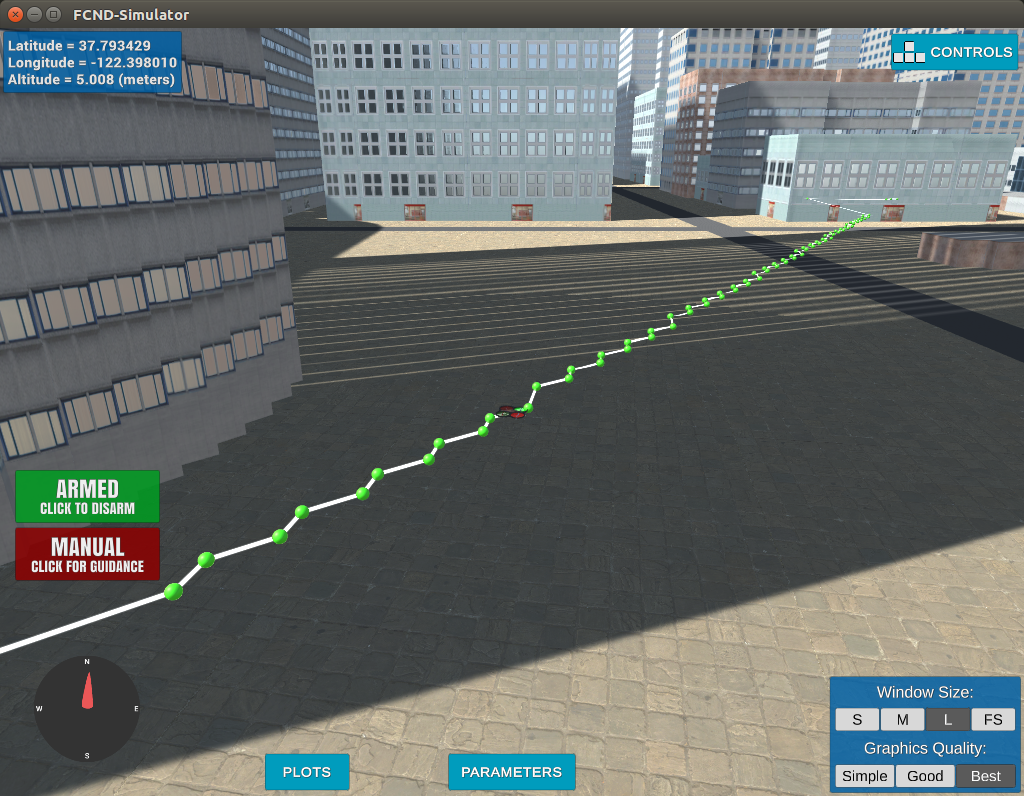 FCND-Simulator
Latitude = 37.793429
Longitude = -122.398010
Altitude = 5.008 (meters)
CONTROLS
ARMED
CLICK TO DISARM
MANUAL
CLICK FOR GUIDANCE
N
W E
S
PLOTS
PARAMETERS
Window Size:
S M L FS
Graphics Quality:
Simple Good Best